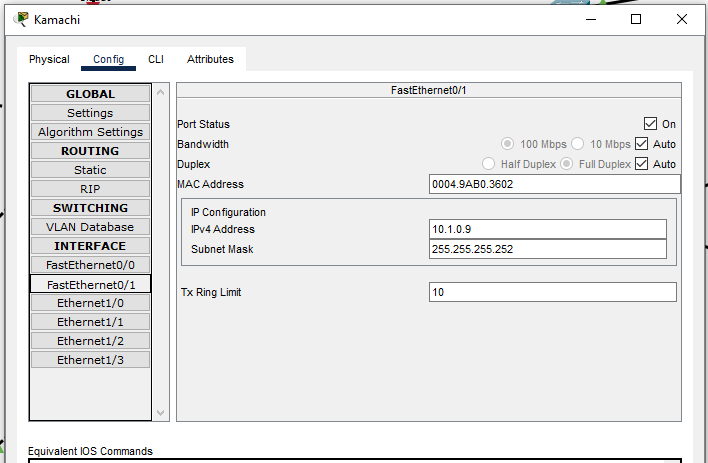 Kamachi
Physical Config CLI Attributes
GLOBAL
Settings
Algorithm Settings
ROUTING
Static
RIP
SWITCHING
VLAN Database
INTERFACE
FastEthernet0/0
FastEthernet0/1
Ethernet1/0
Ethernet1/1
Ethernet1/2
Ethernet1/3
FastEthernet0/1
Port Status On
Bandwidth 100 Mbps 10 Mbps Auto
Duplex Half Duplex Full Duplex Auto
MAC Address 0004.9AB0.3602
IP Configuration
IPv4 Address 10.1.0.9
Subnet Mask 255.255.255.252
Tx Ring Limit 10
Equivalent IOS Commands